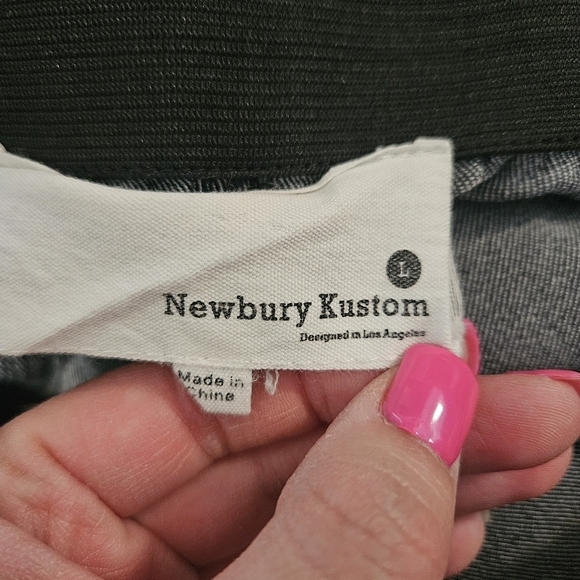 L
Newbury Kustom
Designed in Los Angeles
Made in
China